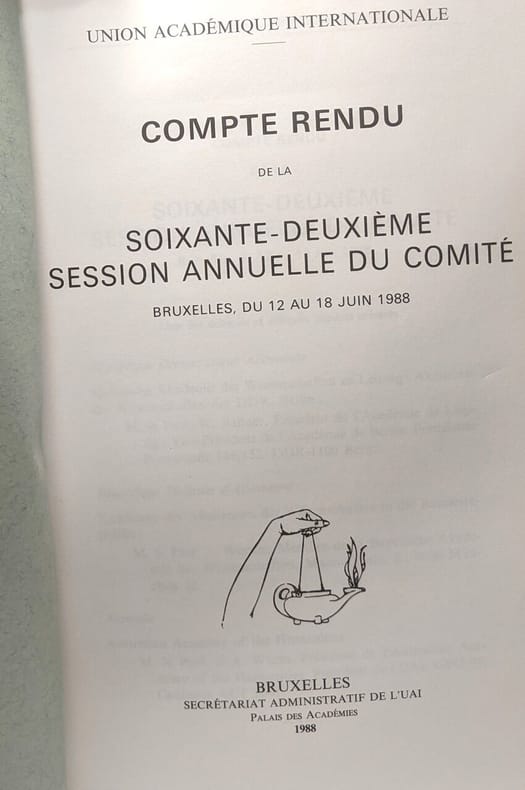 UNION ACADÉMIQUE INTERNATIONALE
COMPTE RENDU
DE LA
SOIXANTE-DEUXIÈME
SESSION ANNUELLE DU COMITÉ
BRUXELLES, DU 12 AU 18 JUIN 1988
BRUXELLES
SECRÉTARIAT ADMINISTRATIF DE L'UAI
PALAIS DES ACADÉMIES
1988